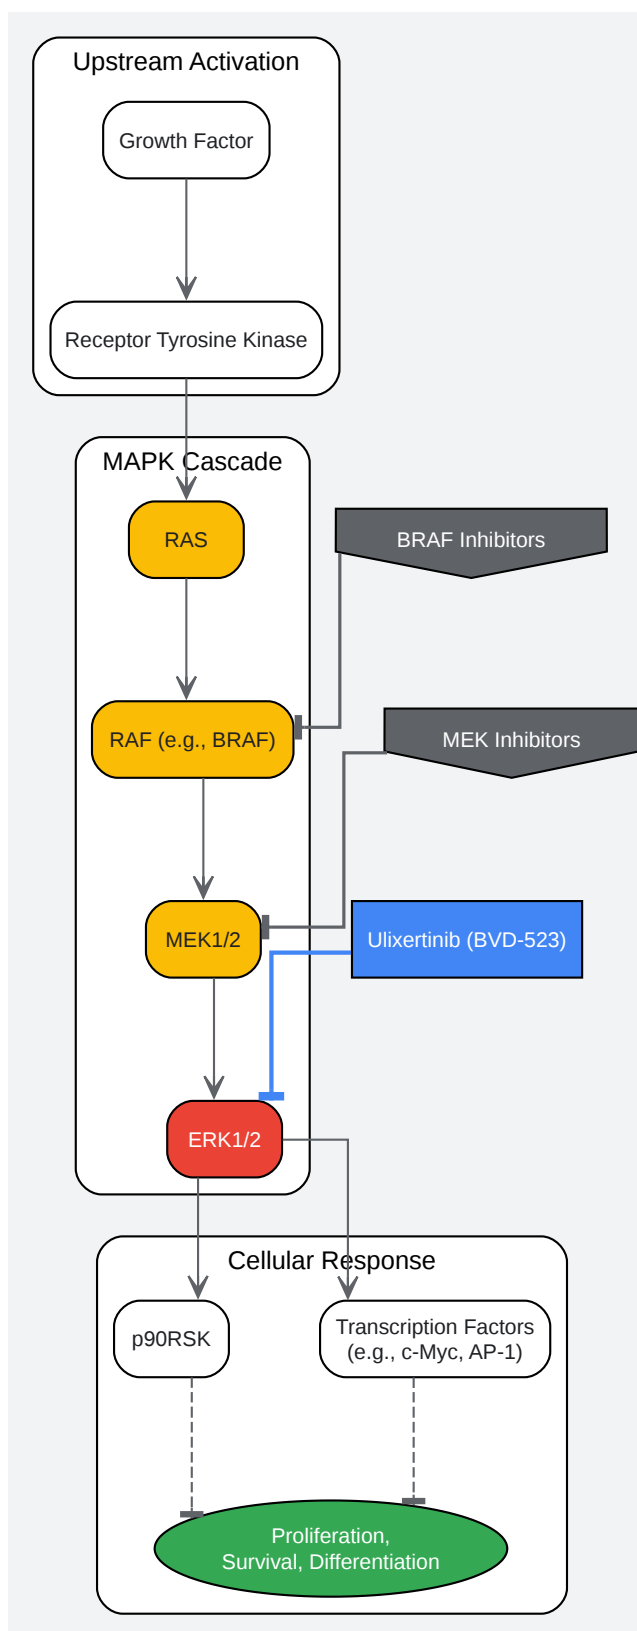 Upstream Activation
Growth Factor
Receptor Tyrosine Kinase
MAPK Cascade
RAS
BRAF Inhibitors
RAF (e.g., BRAF)
MEK Inhibitors
MEK1/2
Ulixertinib (BVD-523)
ERK1/2
Cellular Response
p90RSK
Transcription Factors
(e.g., c-Myc, AP-1)
Proliferation,
Survival, Differentiation